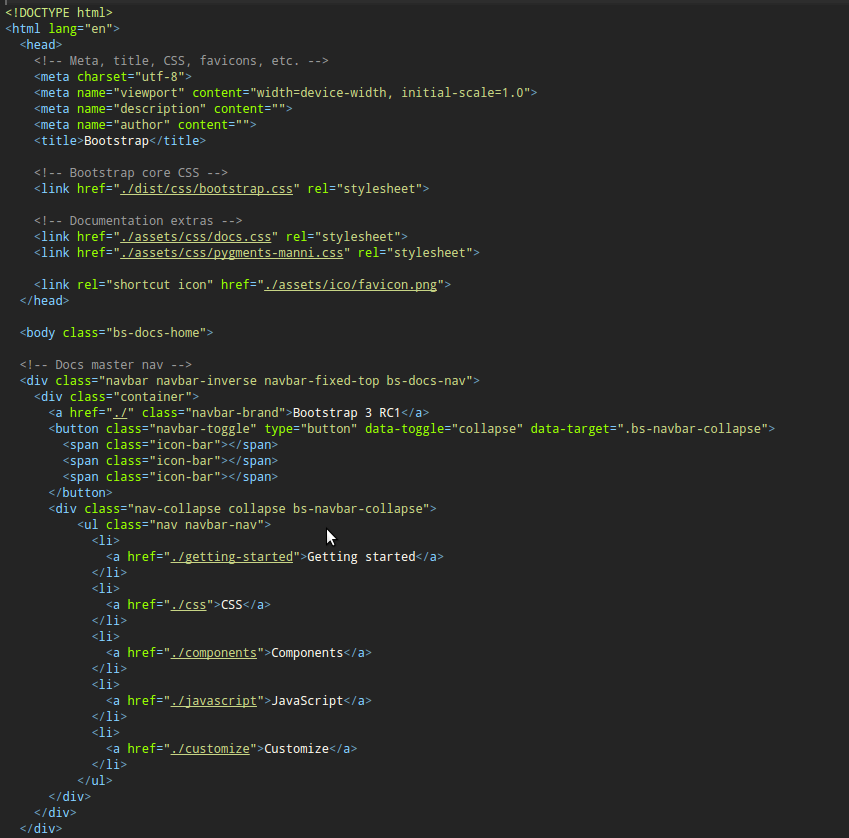 <!DOCTYPE html>
<html lang="en">
  <head>
    <!-- Meta, title, CSS, favicons, etc. -->
    <meta charset="utf-8">
    <meta name="viewport" content="width=device-width, initial-scale=1.0">
    <meta name="description" content="">
    <meta name="author" content="">
    <title>Bootstrap</title>

    <!-- Bootstrap core CSS -->
    <link href="./dist/css/bootstrap.css" rel="stylesheet">

    <!-- Documentation extras -->
    <link href="./assets/css/docs.css" rel="stylesheet">
    <link href="./assets/css/pygments-manni.css" rel="stylesheet">

    <link rel="shortcut icon" href="./assets/ico/favicon.png">
  </head>

  <body class="bs-docs-home">

  <!-- Docs master nav -->
  <div class="navbar navbar-inverse navbar-fixed-top bs-docs-nav">
    <div class="container">
      <a href="./" class="navbar-brand">Bootstrap 3 RC1</a>
      <button class="navbar-toggle" type="button" data-toggle="collapse" data-target=".bs-navbar-collapse">
        <span class="icon-bar"></span>
        <span class="icon-bar"></span>
        <span class="icon-bar"></span>
      </button>
      <div class="nav-collapse collapse bs-navbar-collapse">
          <ul class="nav navbar-nav">
            <li>
              <a href="./getting-started">Getting started</a>
            </li>
            <li>
              <a href="./css">CSS</a>
            </li>
            <li>
              <a href="./components">Components</a>
            </li>
            <li>
              <a href="./javascript">JavaScript</a>
            </li>
            <li>
              <a href="./customize">Customize</a>
            </li>
          </ul>
      </div>
    </div>
  </div>